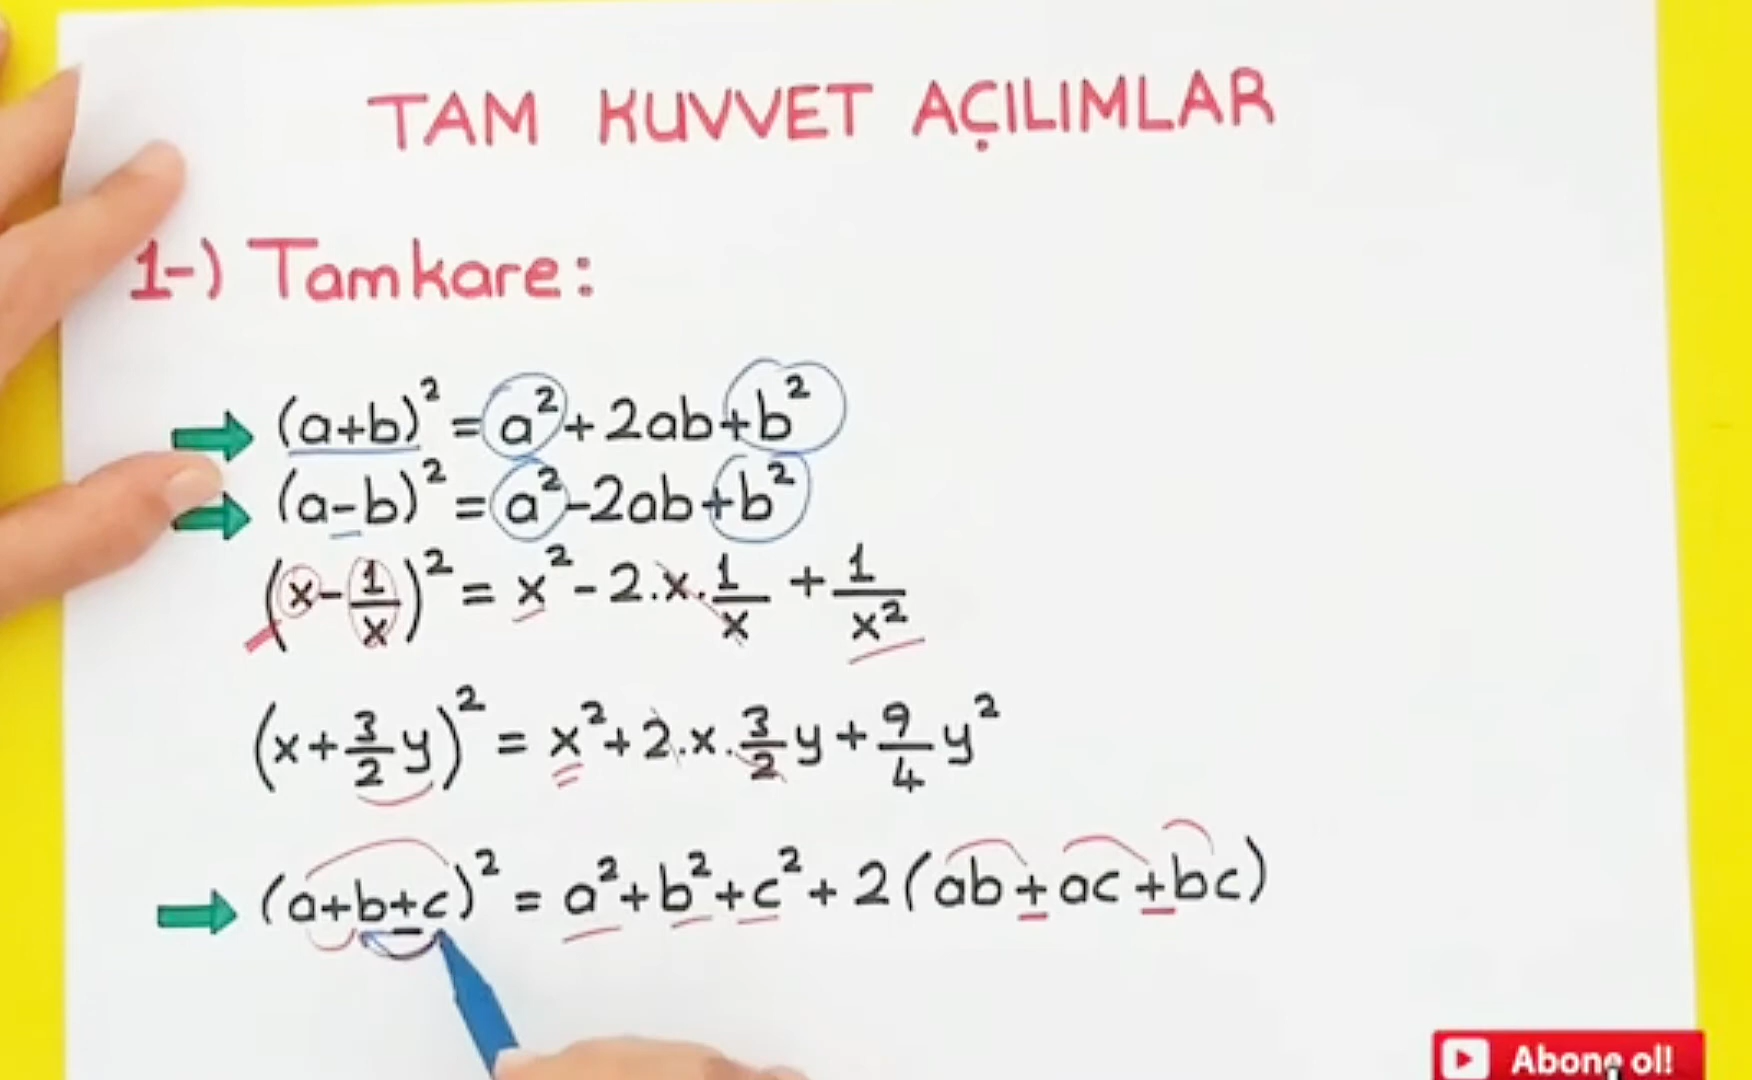 TAM KUVVET AÇILIMLAR
1-) Tamkare:
(a+b)² = a² + 2ab + b²
(a-b)² = a² - 2ab + b²
(x - 1/x)² = x² - 2.x.1/x + 1/x²
(x + 3/2 y)² = x² + 2.x.3/2 y + 9/4 y²
(a+b+c)² = a² + b² + c² + 2(ab + ac + bc)
Abone ol!